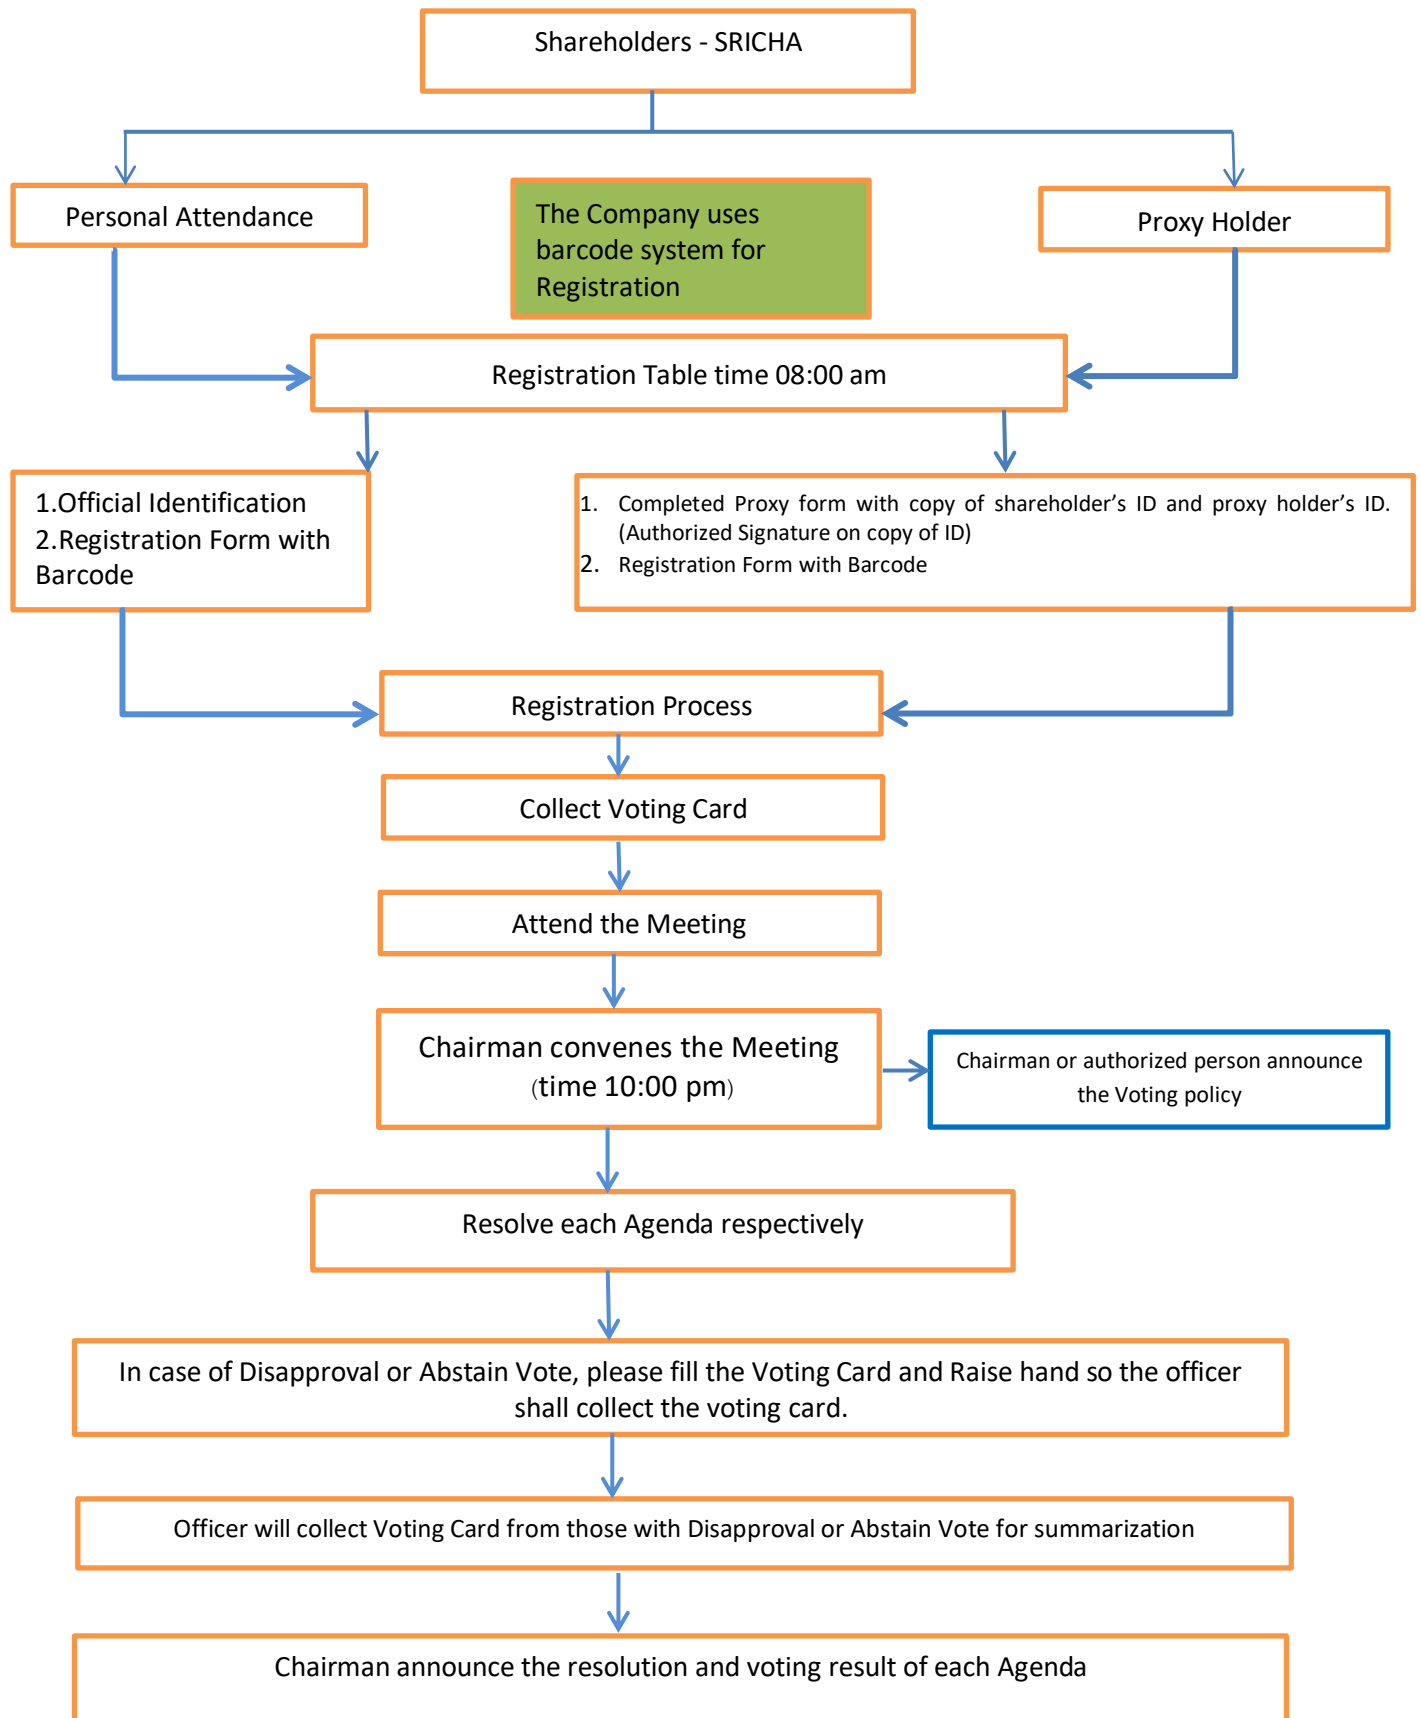 Shareholders - SRICHA
Personal Attendance
The Company uses
barcode system for
Registration
Proxy Holder
Registration Table time 08:00 am
1.Official Identification
2.Registration Form with
Barcode
1. Completed Proxy form with copy of shareholder’s ID and proxy holder’s ID.
(Authorized Signature on copy of ID)
2. Registration Form with Barcode
Registration Process
Collect Voting Card
Attend the Meeting
Chairman convenes the Meeting
(time 10:00 pm)
Chairman or authorized person announce
the Voting policy
Resolve each Agenda respectively
In case of Disapproval or Abstain Vote, please fill the Voting Card and Raise hand so the officer
shall collect the voting card.
Officer will collect Voting Card from those with Disapproval or Abstain Vote for summarization
Chairman announce the resolution and voting result of each Agenda